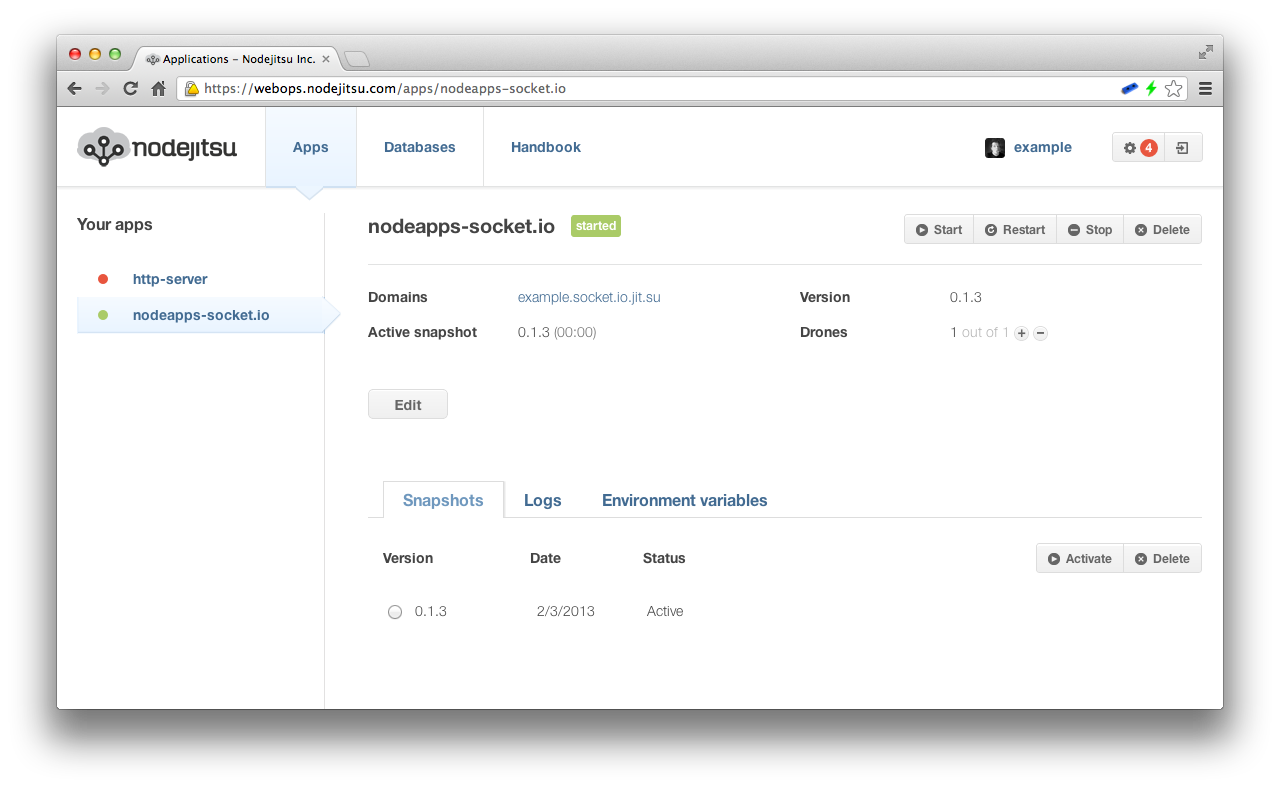 Applications – Nodejitsu Inc.
https://webops.nodejitsu.com/apps/nodeapps-socket.io
nodejitsu
Apps
Databases
Handbook
example
4
Your apps
http-server
nodeapps-socket.io
nodeapps-socket.io started
Start Restart Stop Delete
Domains example.socket.io.jit.su Version 0.1.3
Active snapshot 0.1.3 (00:00) Drones 1 out of 1
Edit
Snapshots Logs Environment variables
Version Date Status Activate Delete
0.1.3 2/3/2013 Active